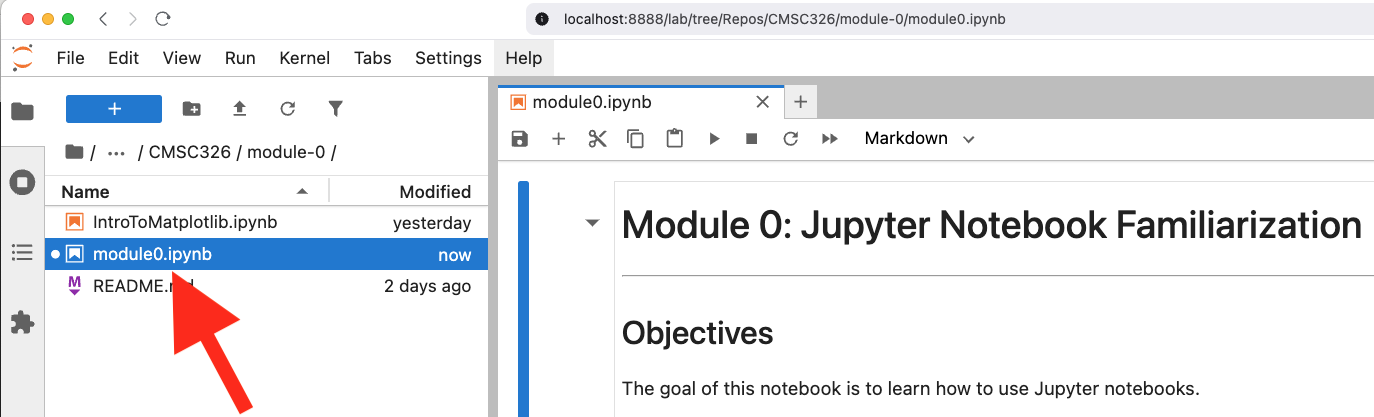 localhost:8888/lab/tree/Repos/CMSC326/module-0/module0.ipynb
File Edit View Run Kernel Tabs Settings Help
/ ... / CMSC326 / module-0 /
Name Modified
IntroToMatplotlib.ipynb yesterday
module0.ipynb now
M 2 days ago
module0.ipynb
Markdown
Module 0: Jupyter Notebook Familiarization
Objectives
The goal of this notebook is to learn how to use Jupyter notebooks.